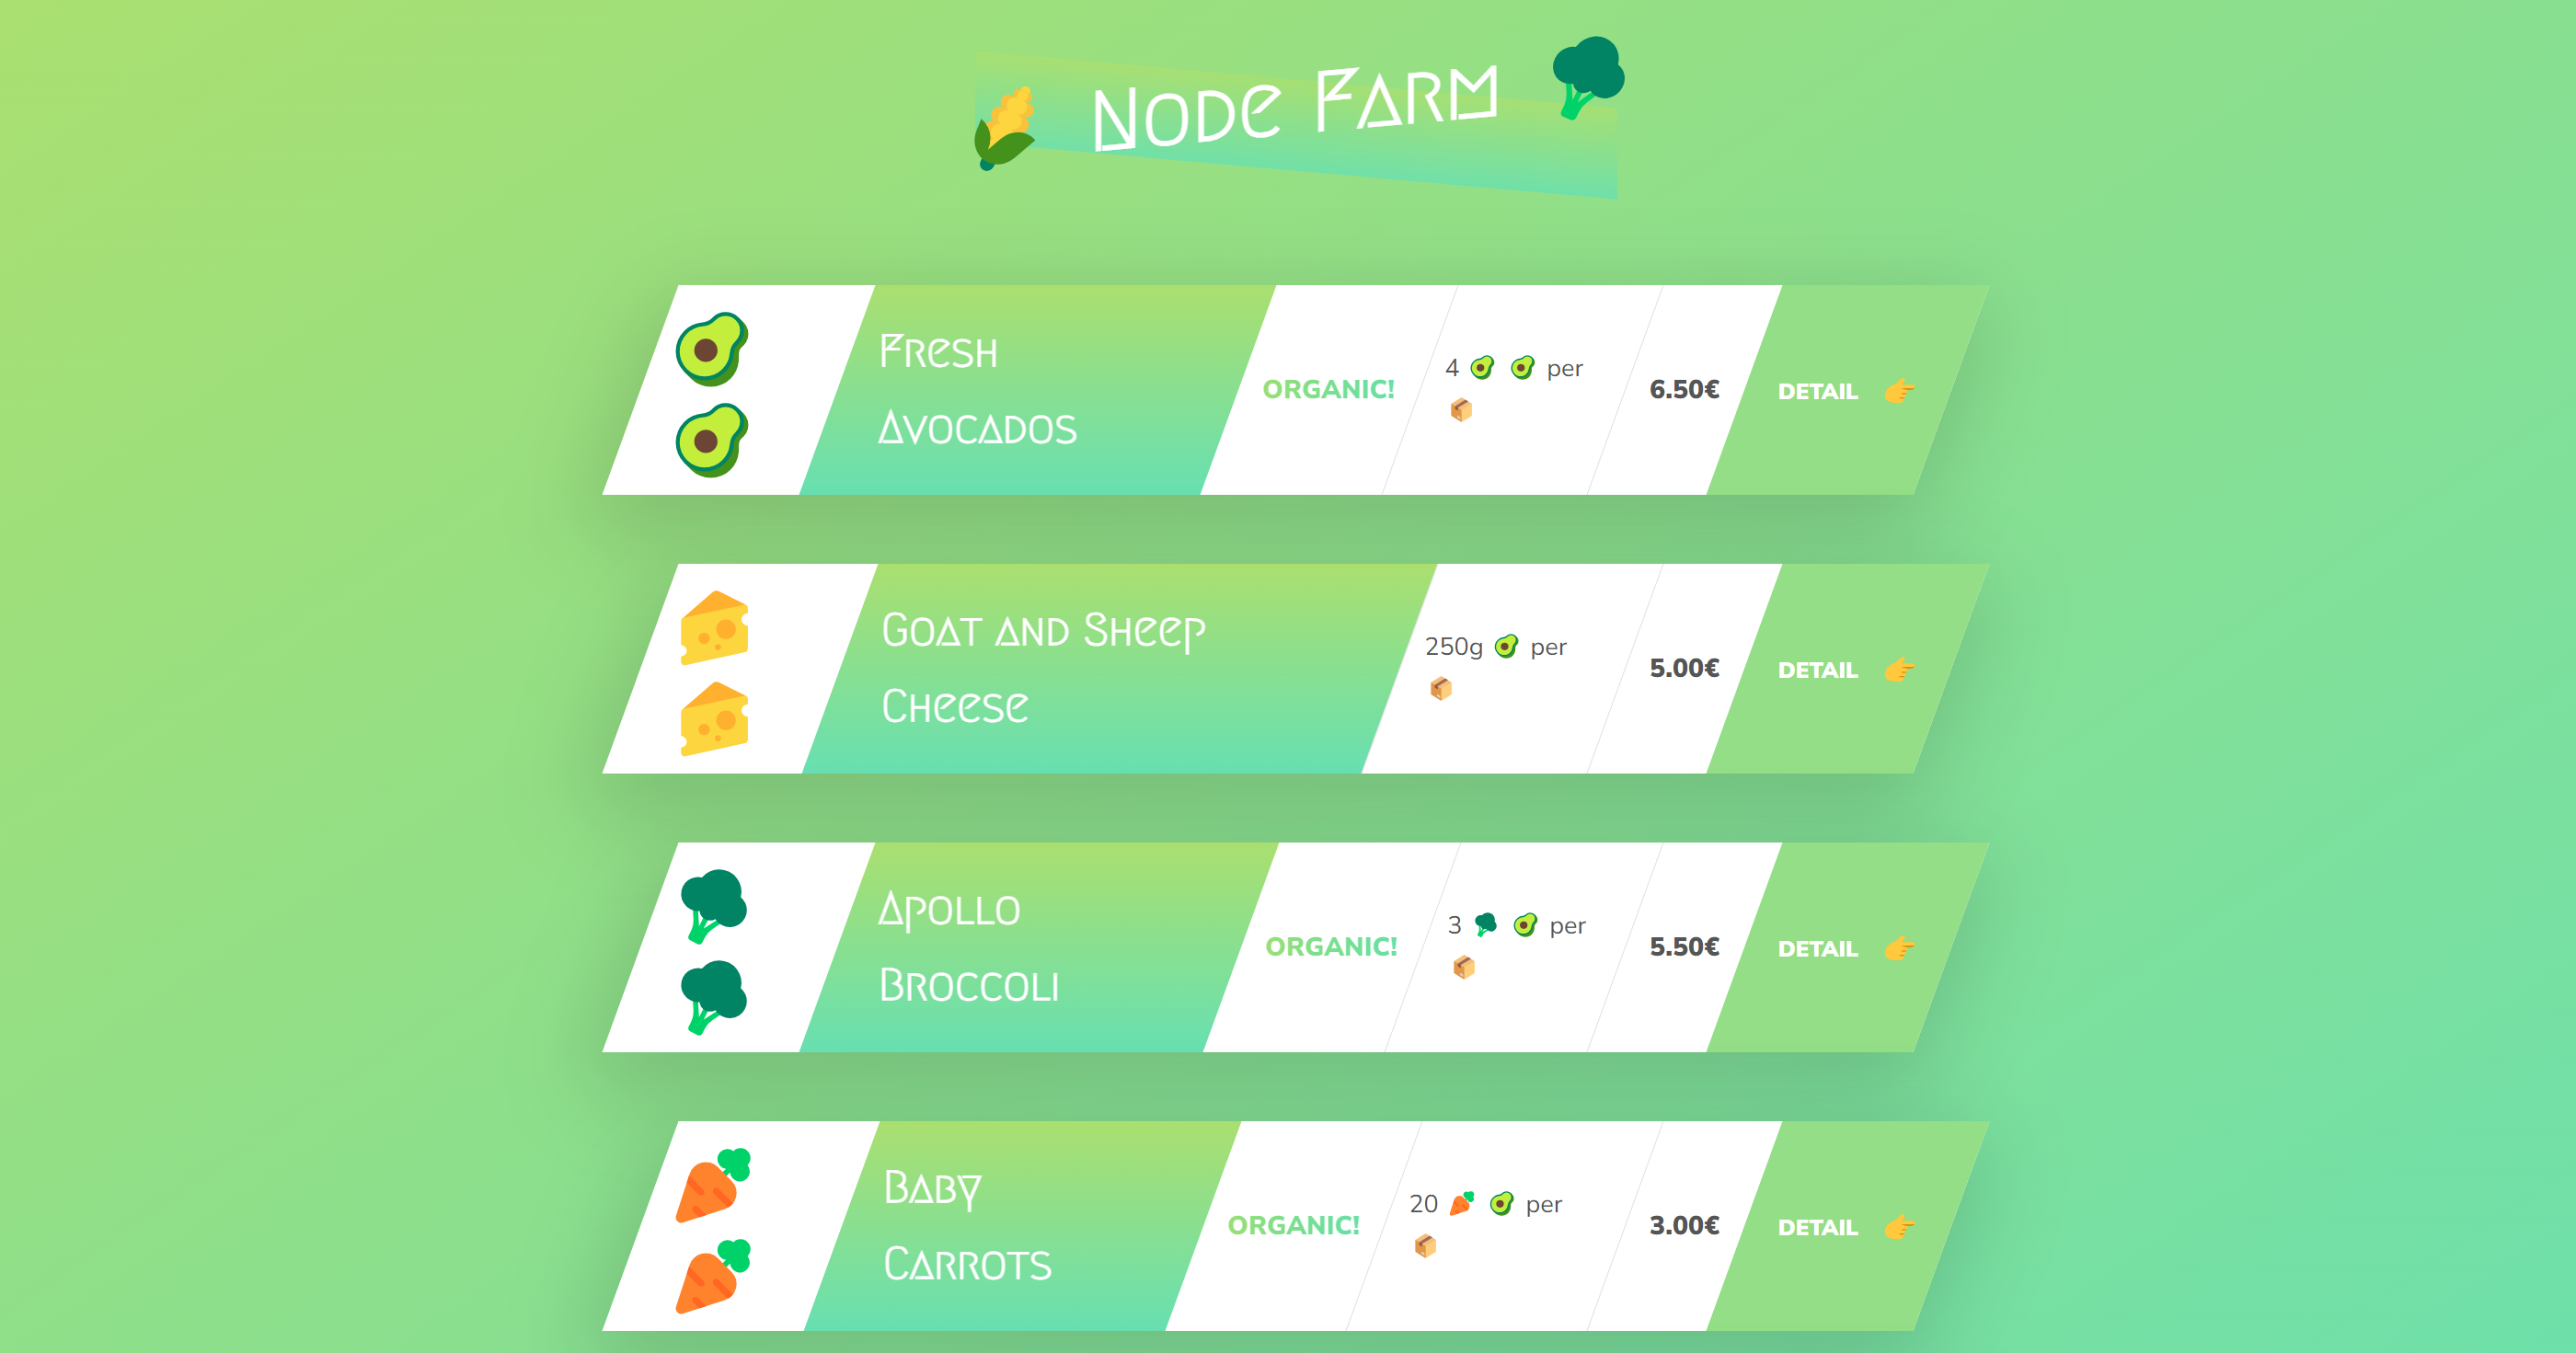 Node Farm
Fresh
Avocados
ORGANIC!
4 🥑 🥑 per
📦
6.50€
DETAIL 👉
Goat and Sheep
Cheese
250g 🥑 per
📦
5.00€
DETAIL 👉
Apollo
Broccoli
ORGANIC!
3 🥦 🥑 per
📦
5.50€
DETAIL 👉
Baby
Carrots
ORGANIC!
20 🥕 🥑 per
📦
3.00€
DETAIL 👉